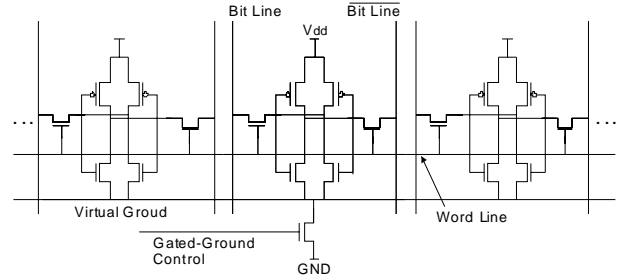 Bit Line
Bit Line
Vdd
...
...
Virtual Groud
Word Line
Gated-Ground
Control
GND